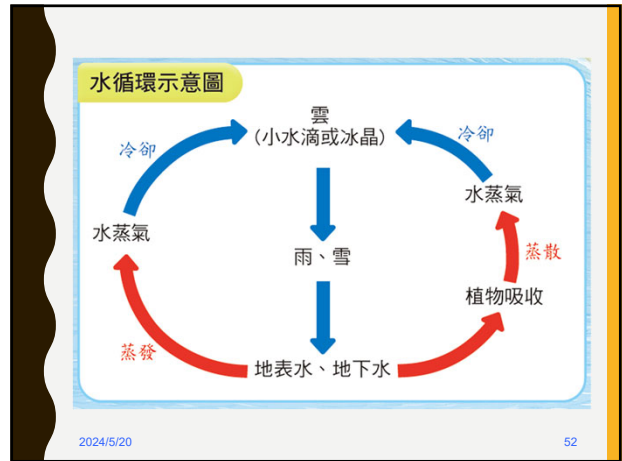 水循環示意圖
雲
(小水滴或冰晶)
冷卻
冷卻
水蒸氣
水蒸氣
雨、雪
蒸散
植物吸收
蒸發
地表水、地下水
2024/5/20
52